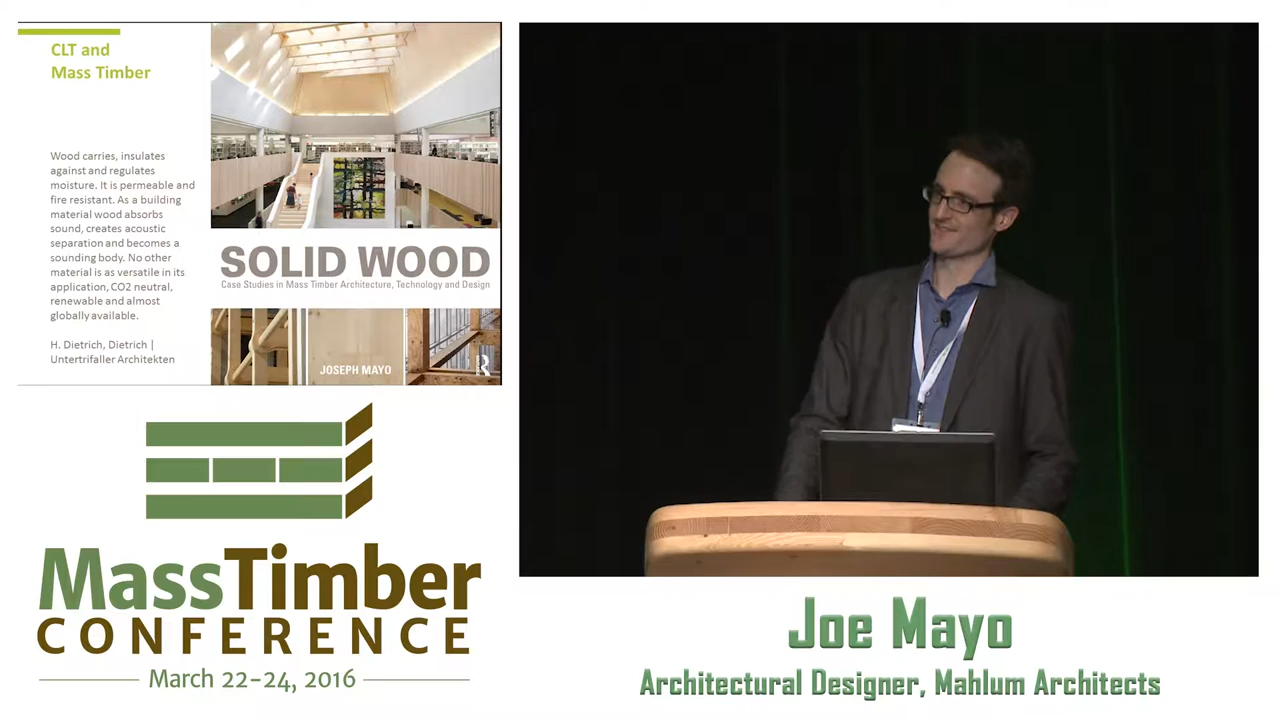 CLT and
Mass Timber
Wood carries, insulates
against and regulates
moisture. It is permeable and
fire resistant. As a building
material wood absorbs
sound, creates acoustic
separation and becomes a
sounding body. No other
material is as versatile in its
application, CO2 neutral,
renewable and almost
globally available.
H. Dietrich, Dietrich |
Untertrifaller Architekten
SOLID WOOD
Case Studies in Mass Timber Architecture, Technology and Design
JOSEPH MAYO
R
MassTimber
CONFERENCE
March 22-24, 2016
Joe Mayo
Architectural Designer, Mahlum Architects